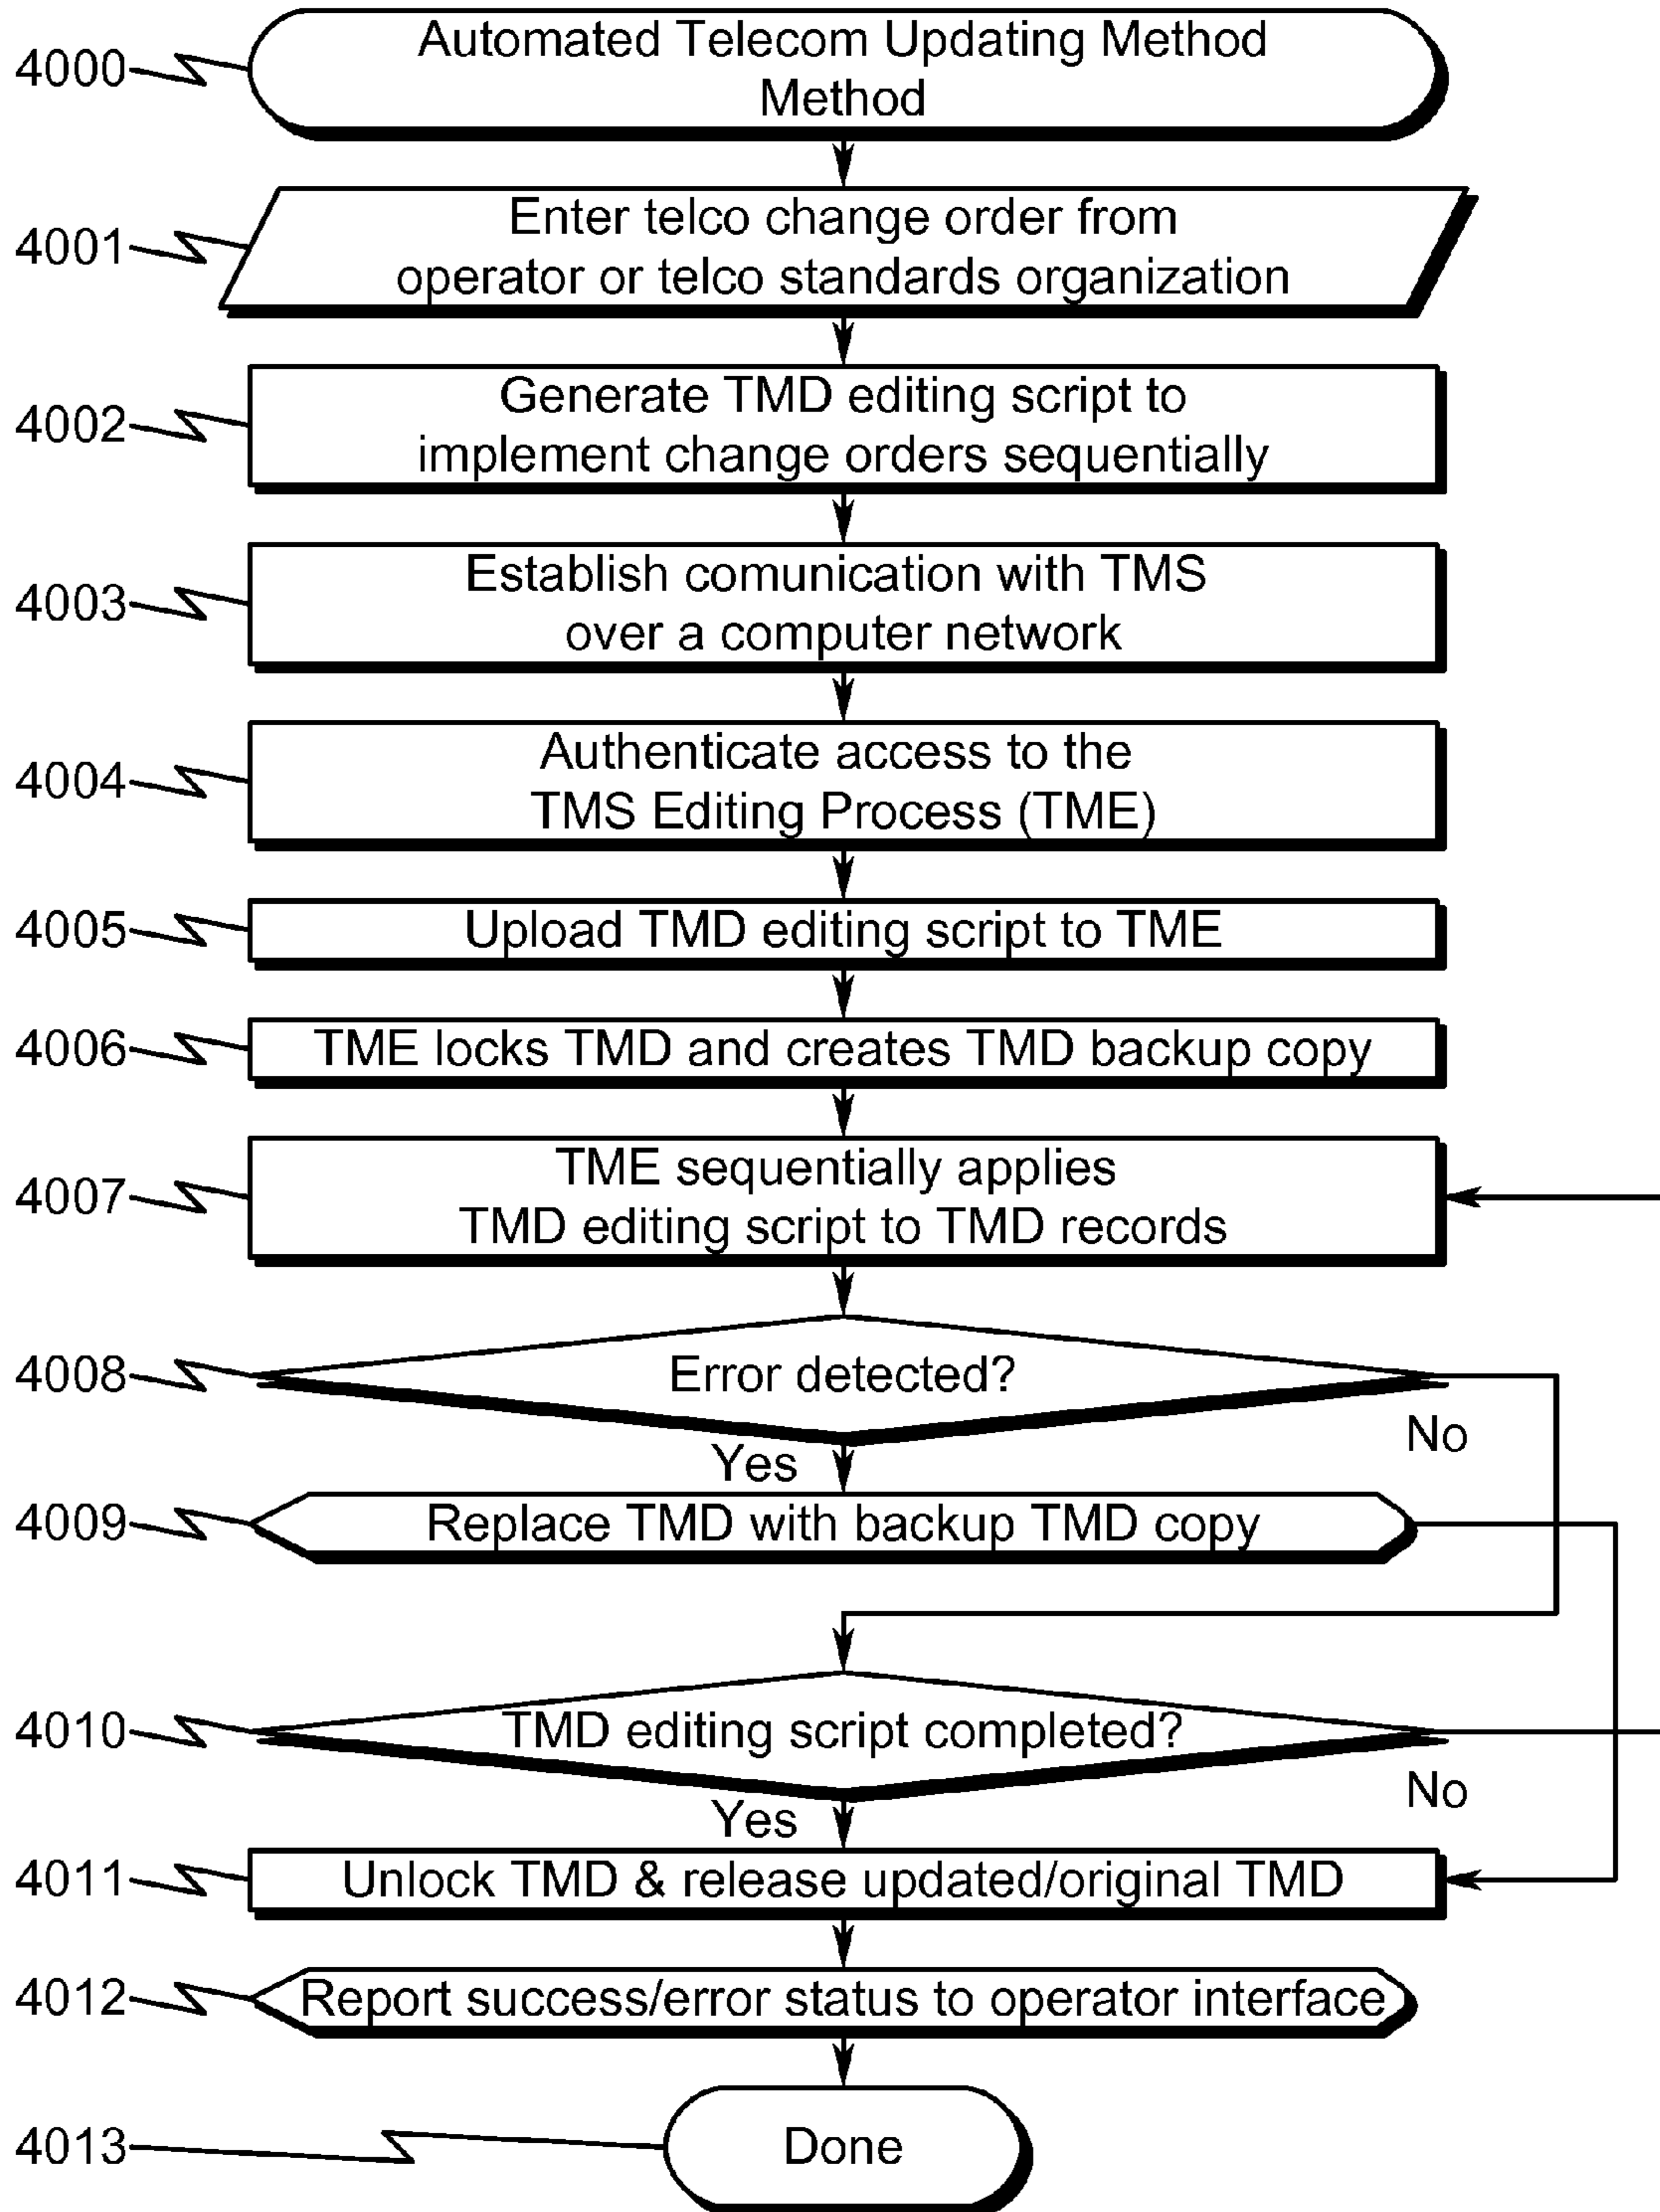 Automated Telecom Updating Method
Method
4000
Enter telco change order from
operator or telco standards organization
4001
Generate TMD editing script to
implement change orders sequentially
4002
Establish comunication with TMS
over a computer network
4003
Authenticate access to the
TMS Editing Process (TME)
4004
Upload TMD editing script to TME
4005
TME locks TMD and creates TMD backup copy
4006
TME sequentially applies
TMD editing script to TMD records
4007
Error detected?
4008
No
Yes
Replace TMD with backup TMD copy
4009
TMD editing script completed?
4010
No
Yes
Unlock TMD & release updated/original TMD
4011
Report success/error status to operator interface
4012
Done
4013